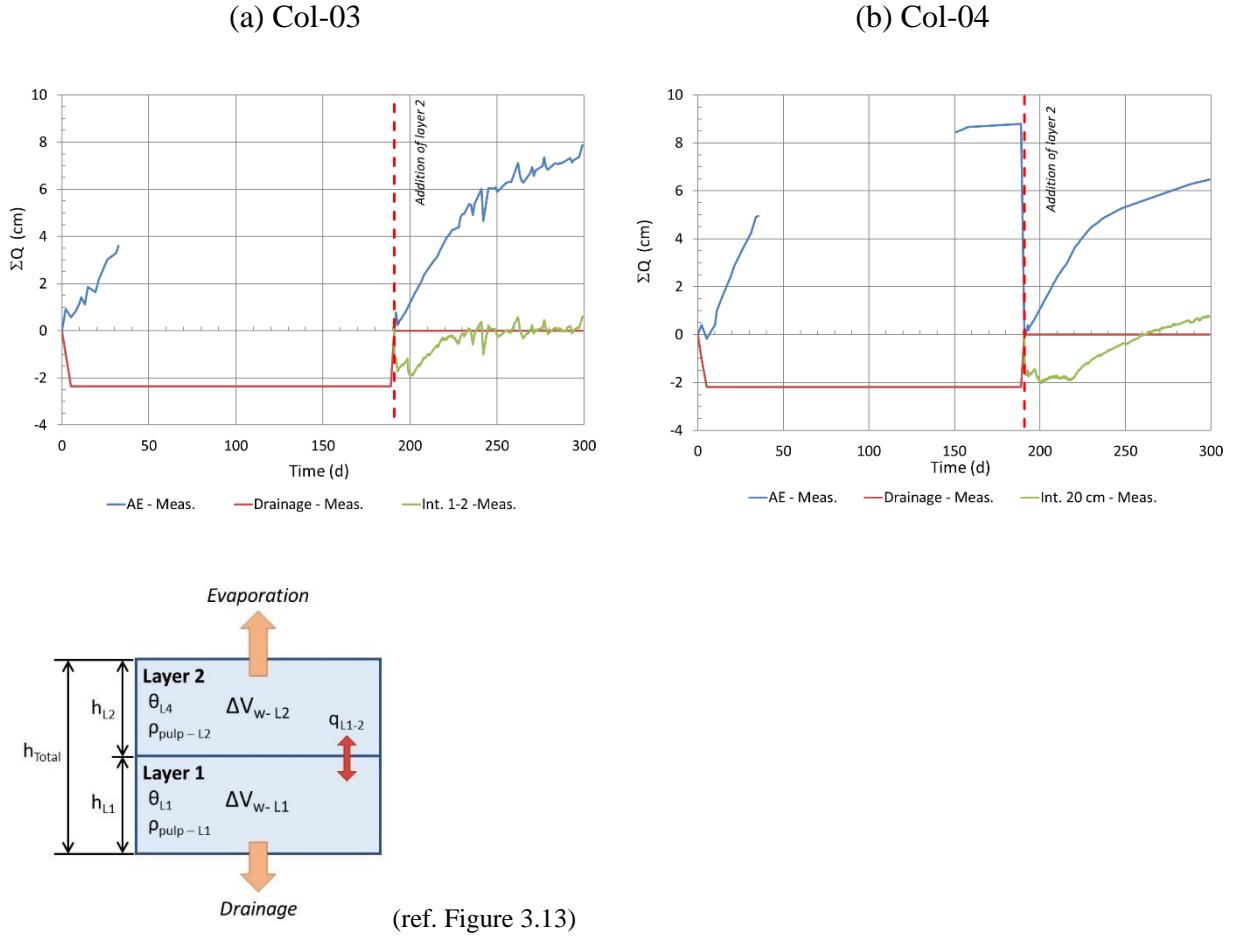 (a) Col-03
(b) Col-04
10
8
6
4
2
0
-2
-4
ΣQ (cm)
Addition of layer 2
0 50 100 150 200 250 300
Time (d)
AE - Meas. Drainage - Meas. Int. 1-2 -Meas.
10
8
6
4
2
0
-2
-4
ΣQ (cm)
Addition of layer 2
0 50 100 150 200 250 300
Time (d)
AE - Meas. Drainage - Meas. Int. 20 cm - Meas.
Evaporation
Layer 2
θL4 ΔVw- L2
ρpulp – L2
qL1-2
hL2
hTotal
Layer 1
θL1 ΔVw- L1
ρpulp – L1
hL1
Drainage
(ref. Figure 3.13)